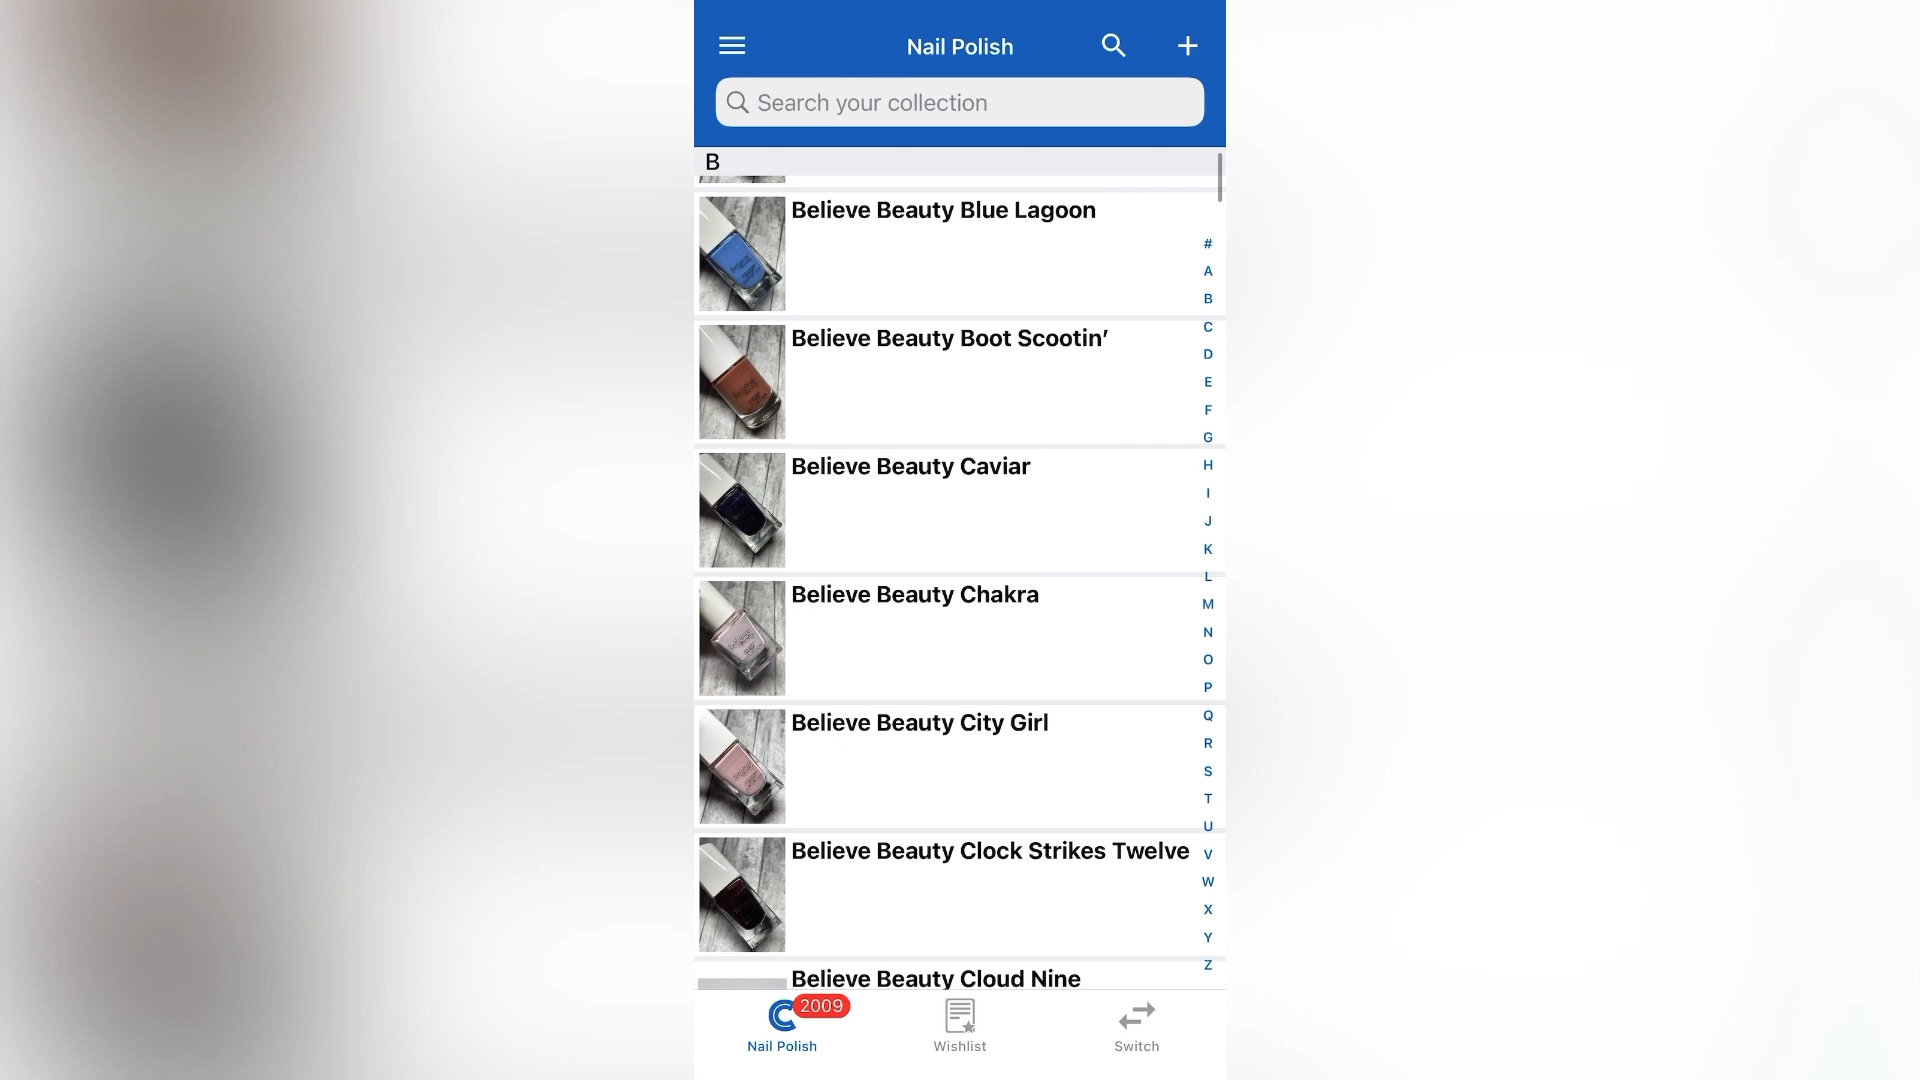 Nail Polish
Search your collection
B
Believe Beauty Blue Lagoon
Believe Beauty Boot Scootin’
Believe Beauty Caviar
Believe Beauty Chakra
Believe Beauty City Girl
Believe Beauty Clock Strikes Twelve
Believe Beauty Cloud Nine
#
A
B
C
D
E
F
G
H
I
J
K
L
M
N
O
P
Q
R
S
T
U
V
W
X
Y
Z
2009
Nail Polish
Wishlist
Switch